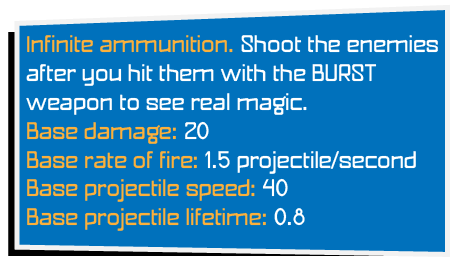 Infinite ammunition. Shoot the enemies
after you hit them with the BURST
weapon to see real magic.
Base damage: 20
Base rate of fire: 1.5 projectile/second
Base projectile speed: 40
Base projectile lifetime: 0.8